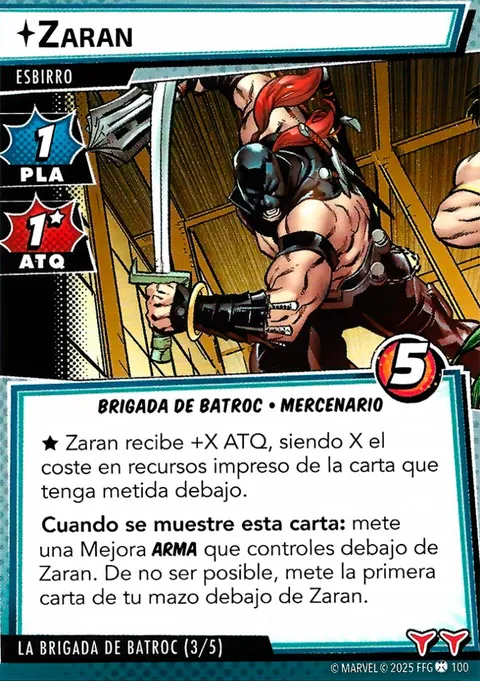 ZARAN
ESBIRRO
1
PLA
1★
ATQ
5
BRIGADA DE BATROC • MERCENARIO
★ Zaran recibe +X ATQ, siendo X el
coste en recursos impreso de la carta que
tenga metida debajo.
Cuando se muestre esta carta: mete
una Mejora ARMA que controles debajo de
Zaran. De no ser posible, mete la primera
carta de tu mazo debajo de Zaran.
LA BRIGADA DE BATROC (3/5)
© MARVEL © 2025 FFG 100